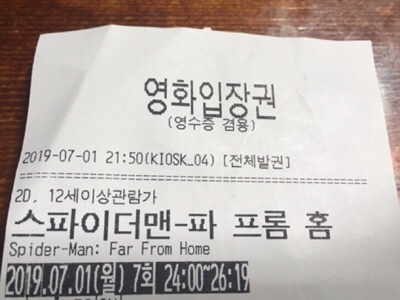 영화입장권
(영수증 겸용)
2019-07-01 21:50(KIOSK_04) [전체발권]
2D, 12세이상관람가
스파이더맨-파 프롬 홈
Spider-Man: Far From Home
2019.07.01(월) 7회 24:00~26:19